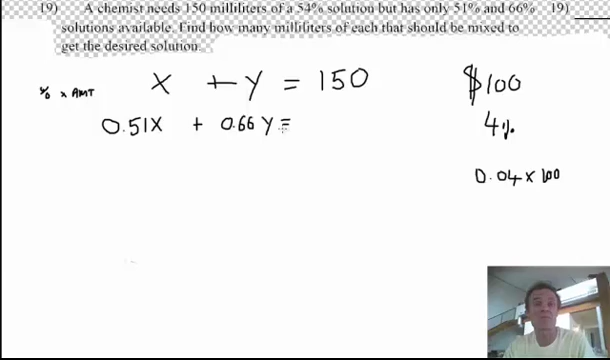 19) A chemist needs 150 milliliters of a 54% solution but has only 51% and 66% 19)
solutions available. Find how many milliliters of each that should be mixed to
get the desired solution.
% x AMT X + Y = 150 $100
0.51X + 0.66 Y = 4%
0.04 x 100